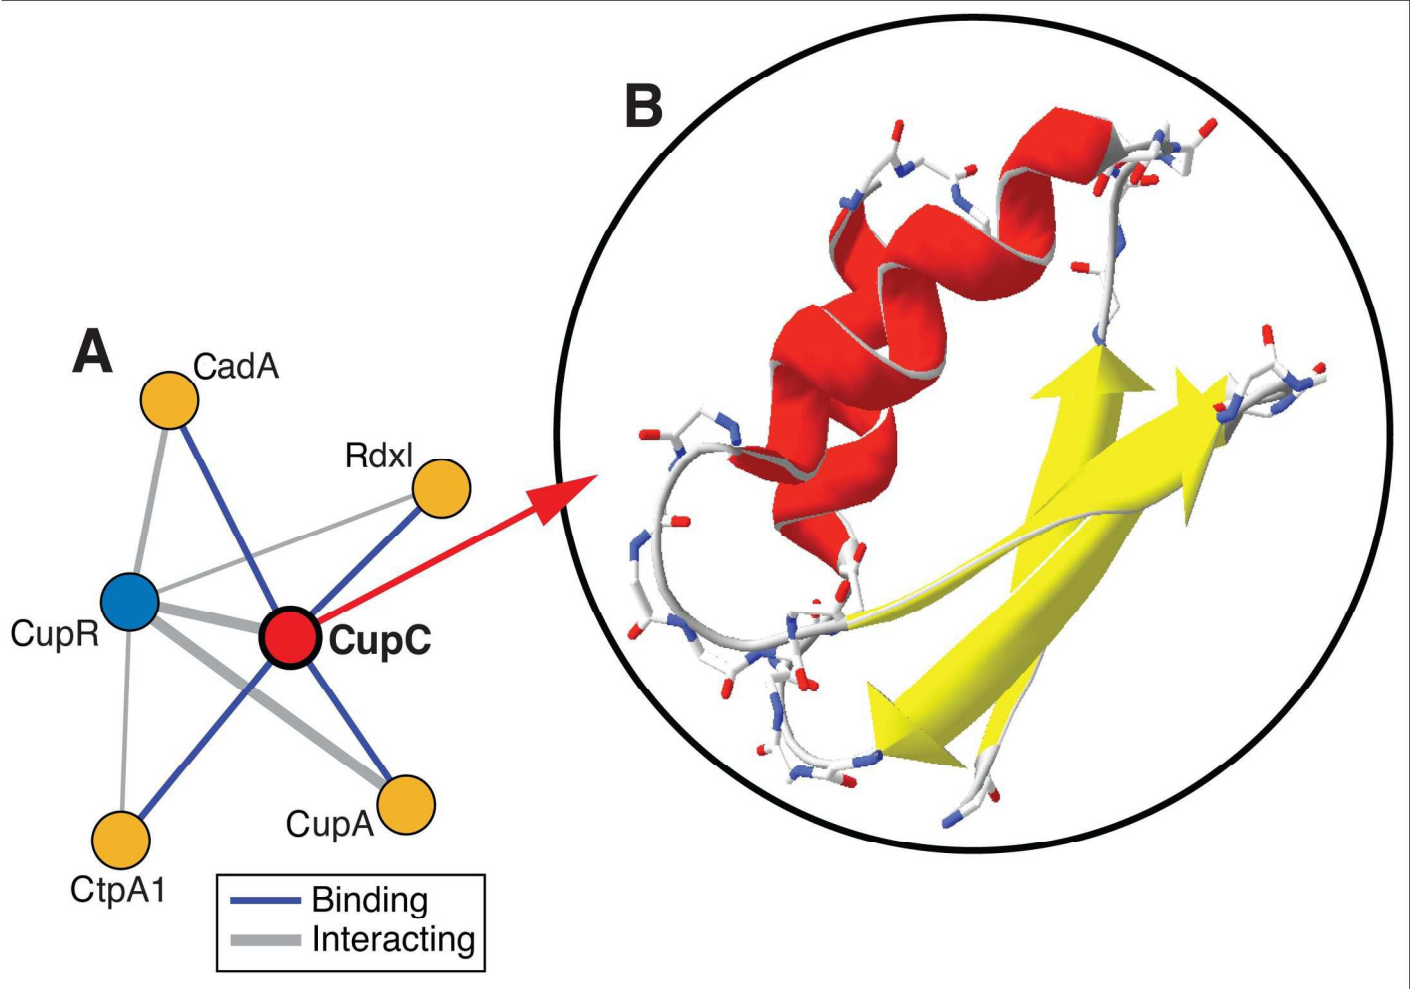 B
A
CadA
RdxI
CupR
CupC
CupA
CtpA1
Binding
Interacting